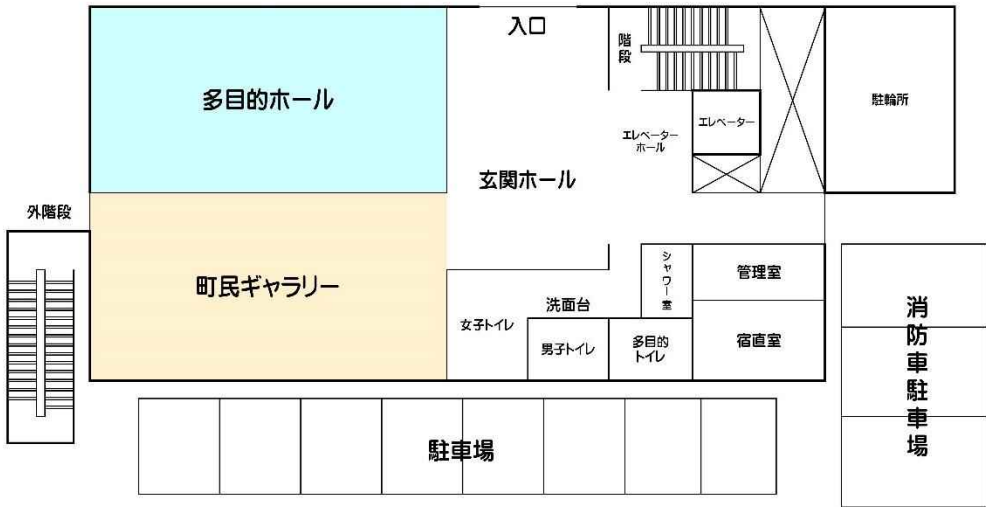 入口
階段
多目的ホール
駐輪所
エレベーター
エレベーター
ホール
玄関ホール
外階段
町民ギャラリー
シャワー室
管理室
洗面台
女子トイレ
男子トイレ
多目的
トイレ
宿直室
消防車駐車場
駐車場